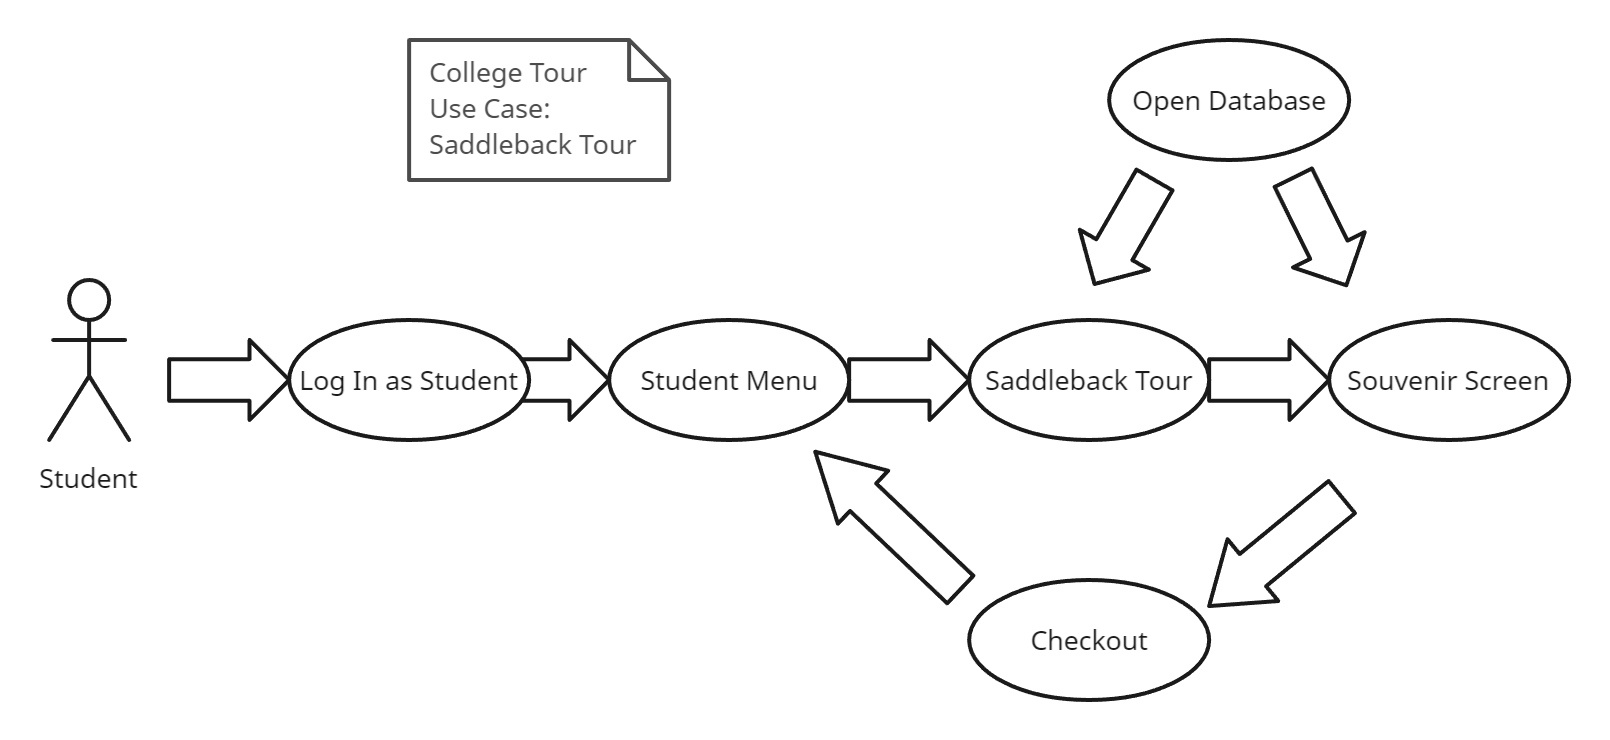 College Tour
Use Case:
Saddleback Tour
Open Database
Log In as Student
Student Menu
Saddleback Tour
Souvenir Screen
Student
Checkout